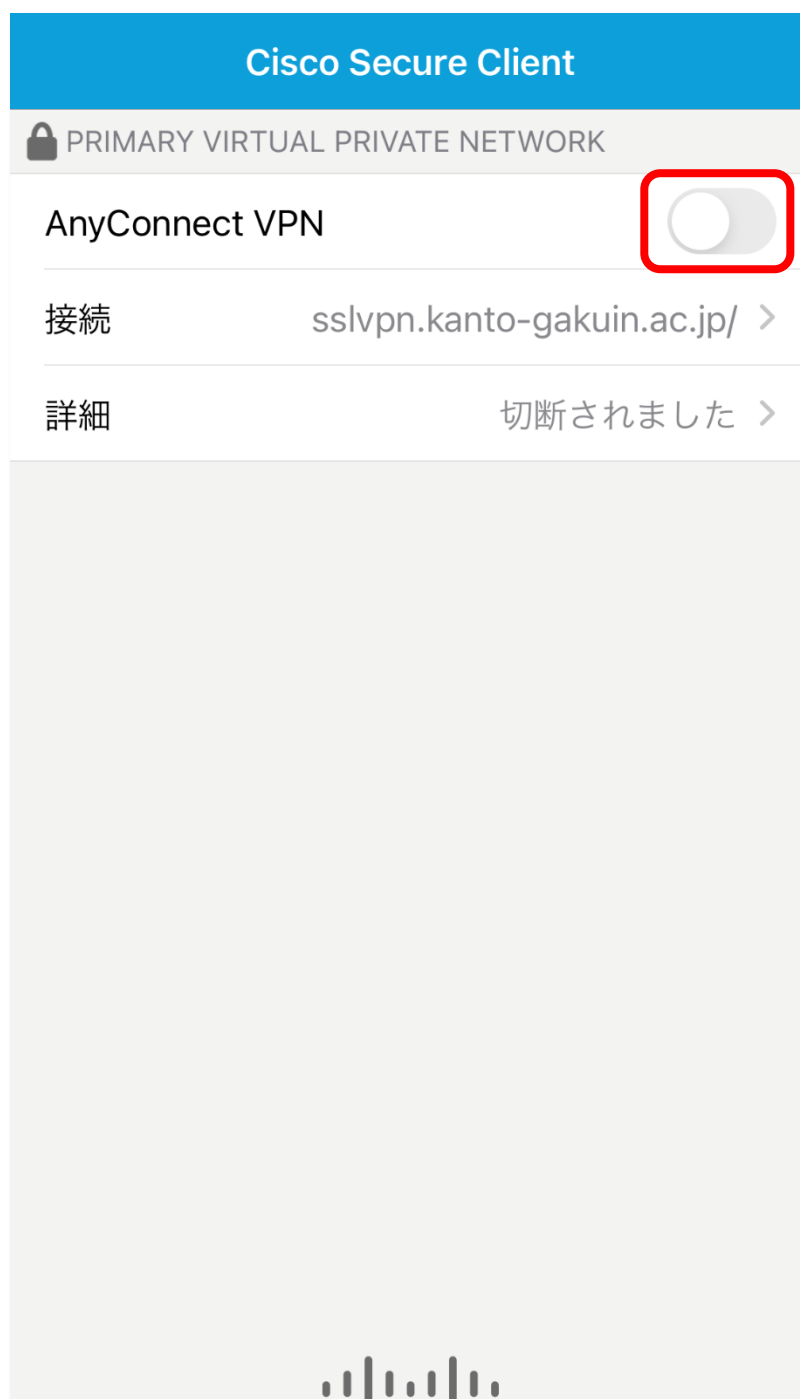 Cisco Secure Client
PRIMARY VIRTUAL PRIVATE NETWORK
AnyConnect VPN
接続 sslvpn.kanto-gakuin.ac.jp/
詳細 切断されました